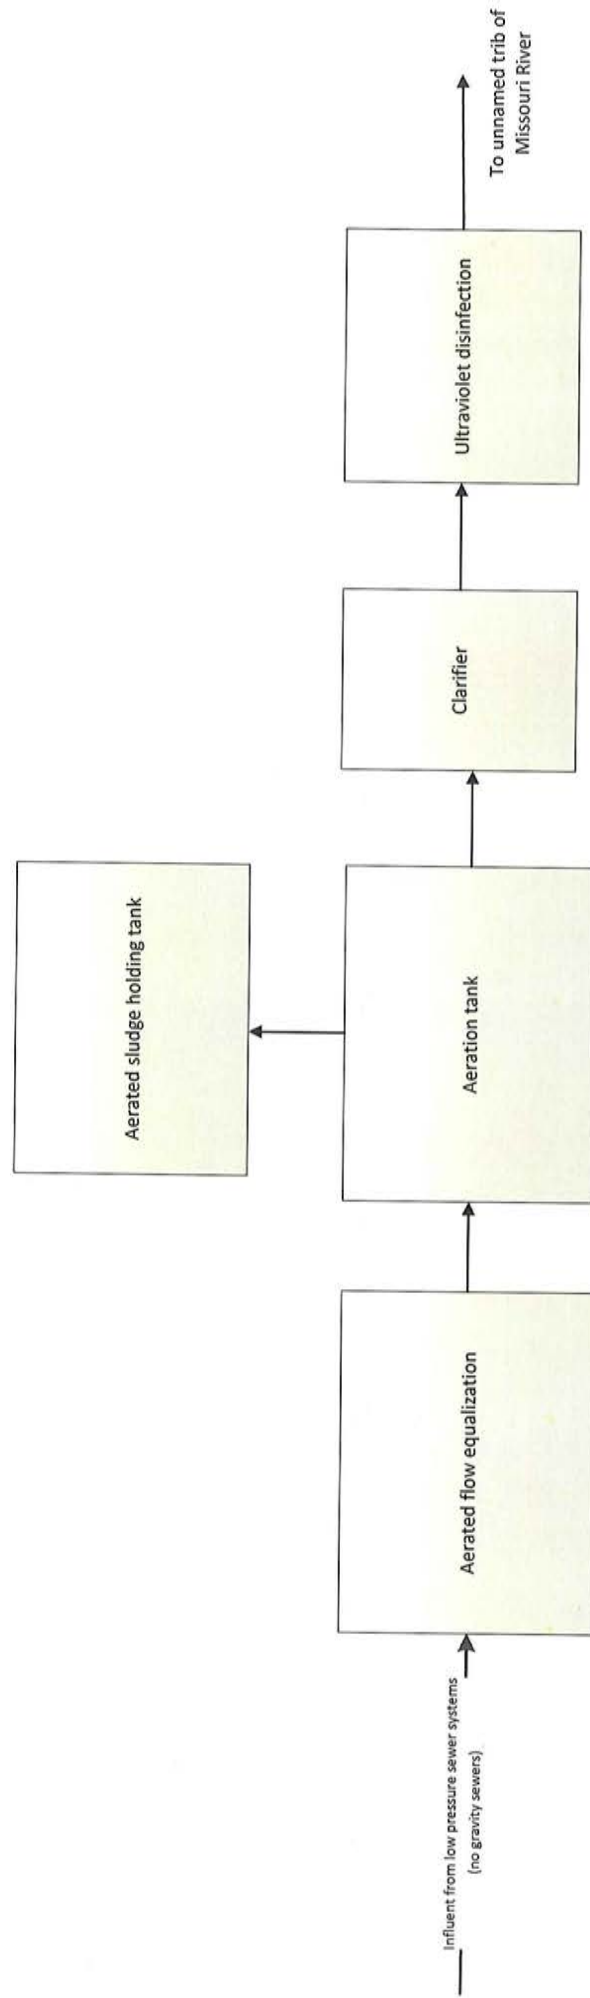 Influent from low pressure sewer systems
(no gravity sewers)
Aerated flow equalization
Aeration tank
Aerated sludge holding tank
Clarifier
Ultraviolet disinfection
To unnamed trib of
Missouri River